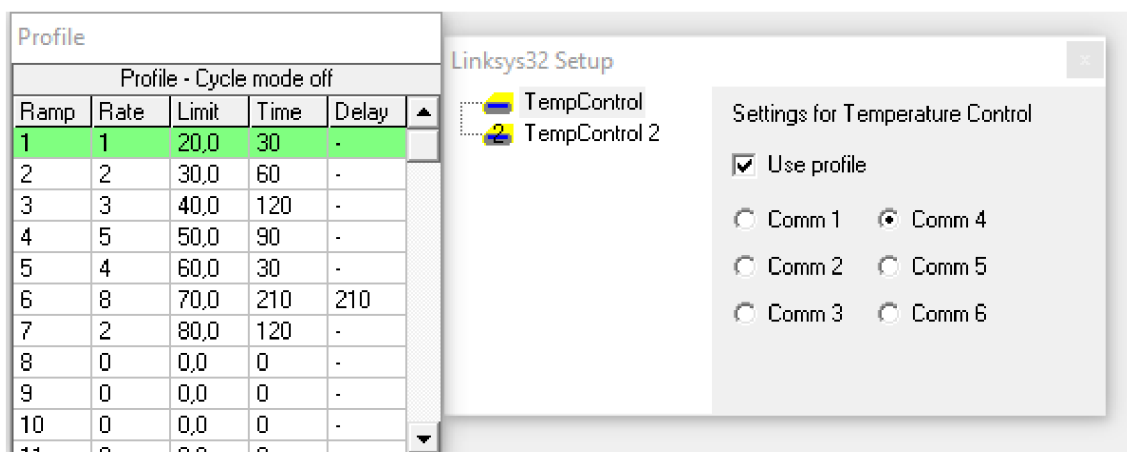 Profile
Profile - Cycle mode off
Ramp Rate Limit Time Delay
1 1 20,0 30 -
2 2 30,0 60 -
3 3 40,0 120 -
4 5 50,0 90 -
5 4 60,0 30 -
6 8 70,0 210 210
7 2 80,0 120 -
8 0 0,0 0 -
9 0 0,0 0 -
10 0 0,0 0 -
Linksys32 Setup
TempControl
2 TempControl 2
Settings for Temperature Control
Use profile
Comm 1 Comm 4
Comm 2 Comm 5
Comm 3 Comm 6